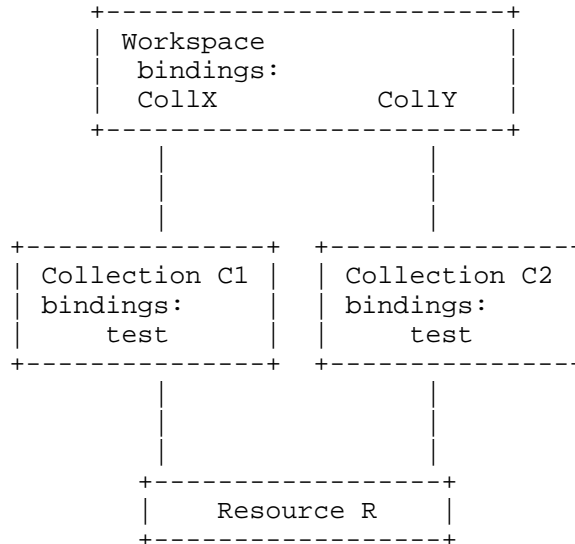 Workspace
bindings:
CollX CollY
Collection C1 Collection C2
bindings: bindings:
test test
Resource R